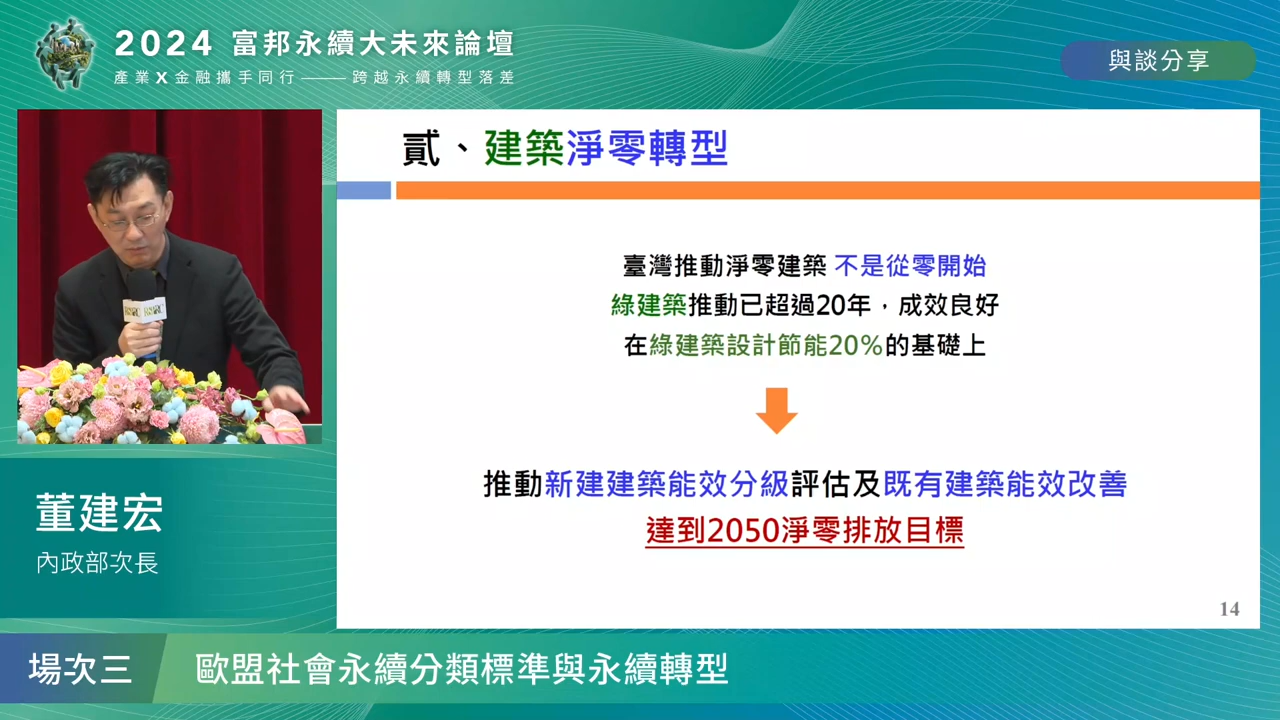 2024 富邦永續大未來論壇
產業X金融攜手同行——跨越永續轉型落差
與談分享
貳、建築淨零轉型
臺灣推動淨零建築 不是從零開始
綠建築推動已超過20年，成效良好
在綠建築設計節能20%的基礎上
推動新建建築能效分級評估及既有建築能效改善
達到2050淨零排放目標
14
董建宏
內政部次長
場次三
歐盟社會永續分類標準與永續轉型